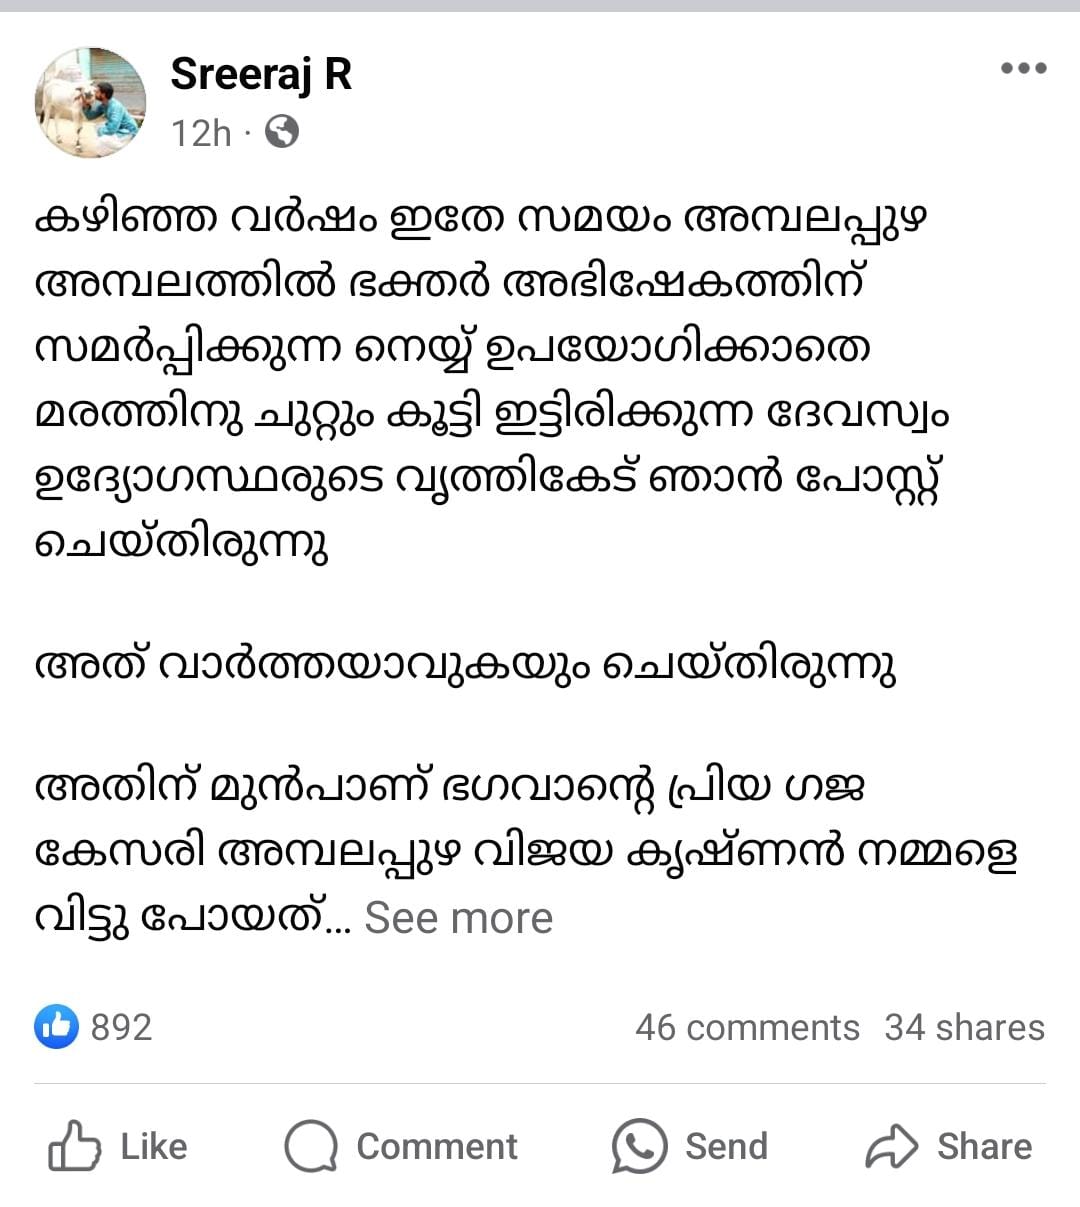 Sreeraj R
12h ·
കഴിഞ്ഞ വർഷം ഇതേ സമയം അമ്പലപ്പുഴ
അമ്പലത്തിൽ ഭക്തർ അഭിഷേകത്തിന്
സമർപ്പിക്കുന്ന നെയ്യ് ഉപയോഗിക്കാതെ
മരത്തിനു ചുറ്റും കൂട്ടി ഇട്ടിരിക്കുന്ന ദേവസ്വം
ഉദ്യോഗസ്ഥരുടെ വൃത്തികേട് ഞാൻ പോസ്റ്റ്
ചെയ്തിരുന്നു
അത് വാർത്തയാവുകയും ചെയ്തിരുന്നു
അതിന് മുൻപാണ് ഭഗവാന്റെ പ്രിയ ഗജ
കേസരി അമ്പലപ്പുഴ വിജയ കൃഷ്ണൻ നമ്മളെ
വിട്ടു പോയത്... See more
892 46 comments 34 shares
Like Comment Send Share